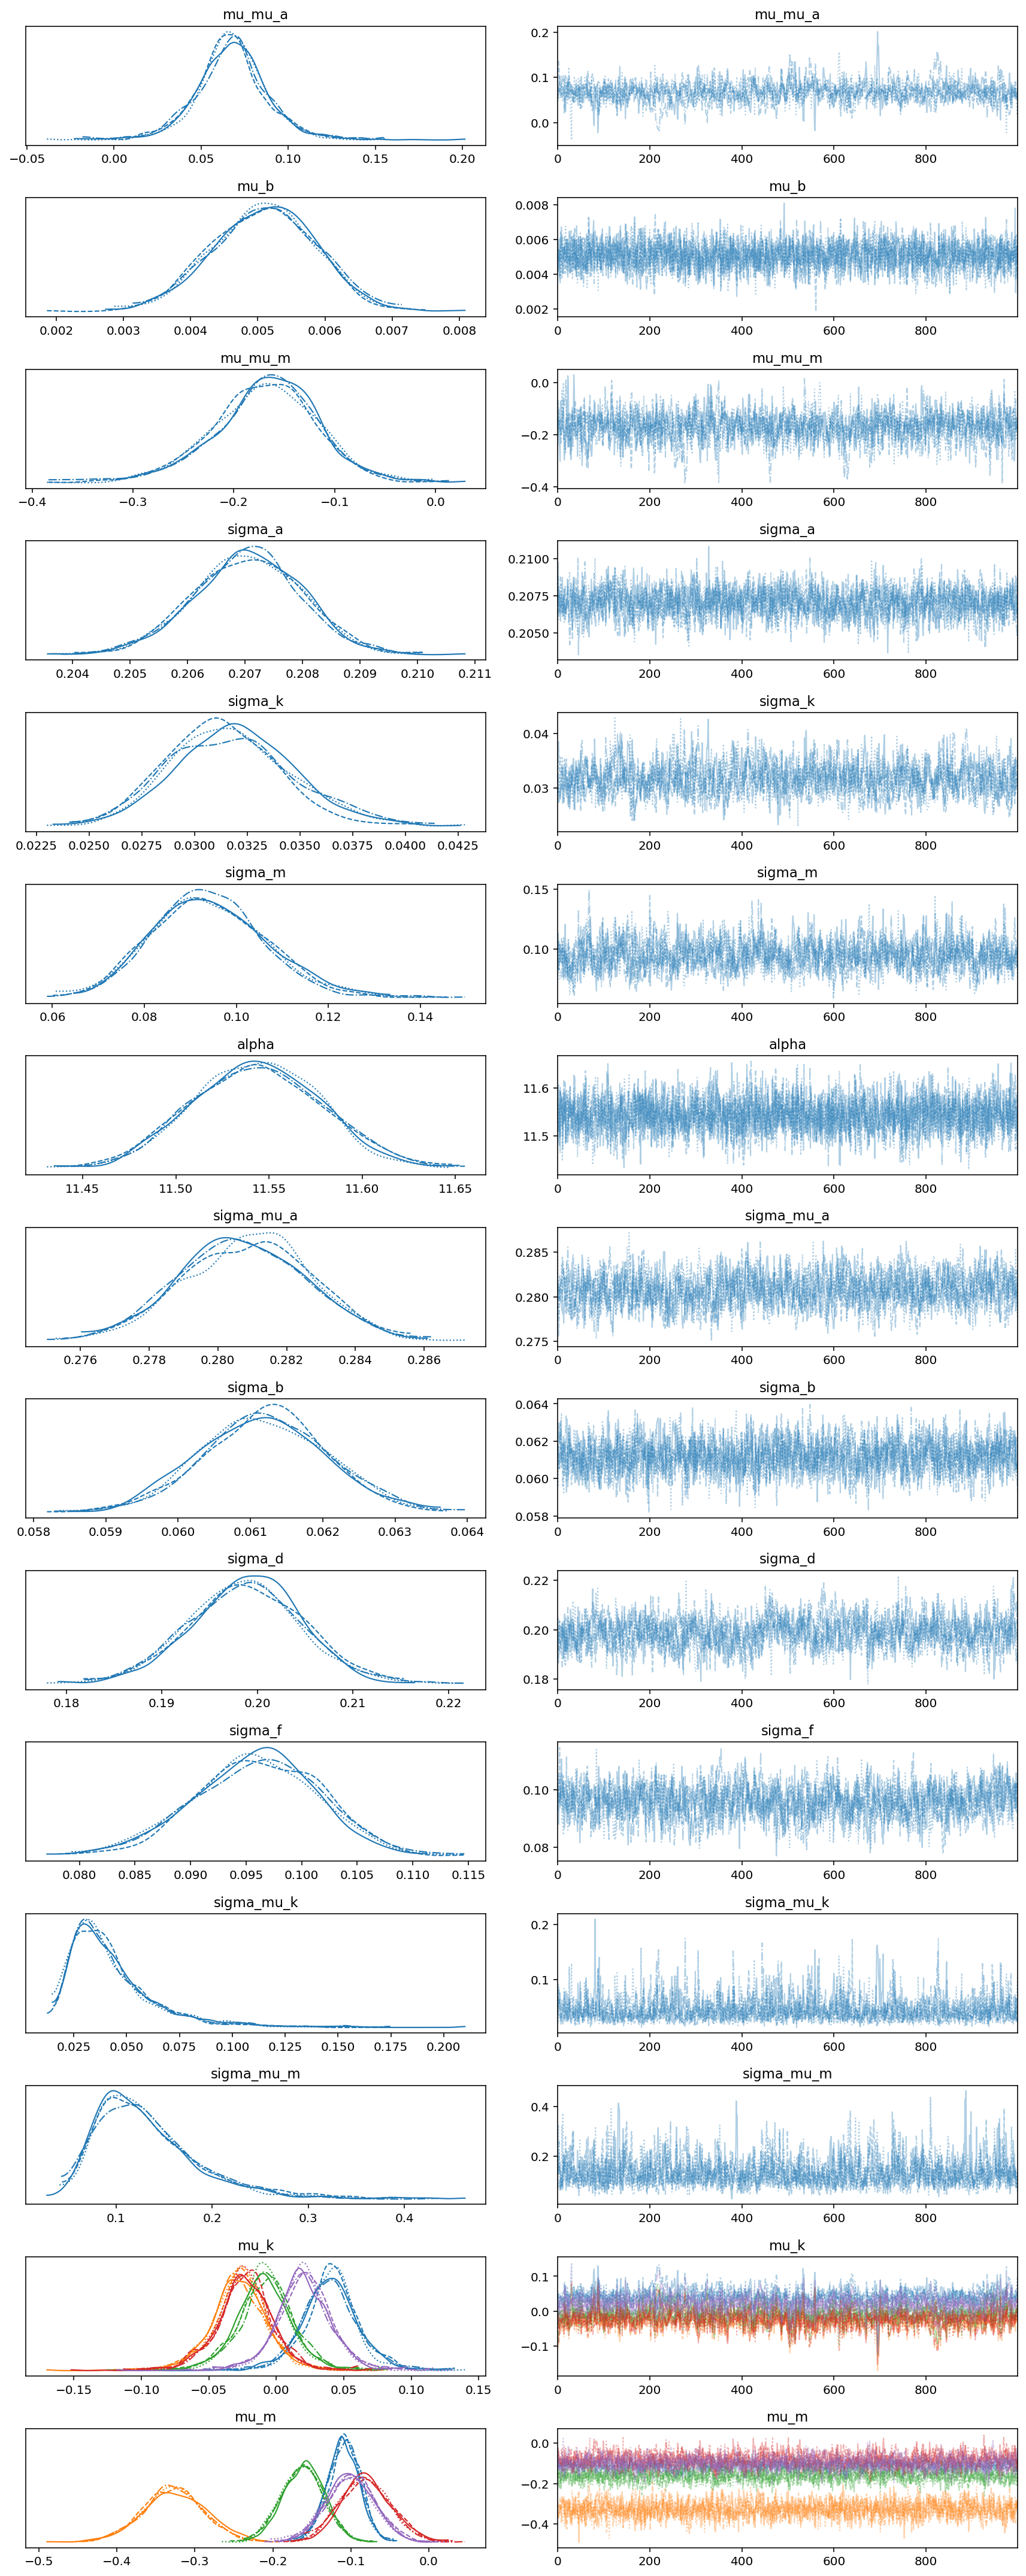 mu_mu_a mu_mu_a
0.2
0.1
0.0
−0.05 0.00 0.05 0.10 0.15 0.20 0 200 400 600 800
mu_b mu_b
0.008
0.006
0.004
0.002
0.002 0.003 0.004 0.005 0.006 0.007 0.008 0 200 400 600 800
mu_mu_m mu_mu_m
0.0
−0.2
−0.4
−0.4 −0.3 −0.2 −0.1 0.0 0 200 400 600 800
sigma_a sigma_a
0.2100
0.2075
0.2050
0.204 0.205 0.206 0.207 0.208 0.209 0.210 0.211 0 200 400 600 800
sigma_k sigma_k
0.04
0.03
0.0225 0.0250 0.0275 0.0300 0.0325 0.0350 0.0375 0.0400 0.0425 0 200 400 600 800
sigma_m sigma_m
0.15
0.10
0.06 0.08 0.10 0.12 0.14 0 200 400 600 800
alpha alpha
11.6
11.5
11.45 11.50 11.55 11.60 11.65 0 200 400 600 800
sigma_mu_a sigma_mu_a
0.285
0.280
0.275
0.276 0.278 0.280 0.282 0.284 0.286 0 200 400 600 800
sigma_b sigma_b
0.064
0.062
0.060
0.058
0.058 0.059 0.060 0.061 0.062 0.063 0.064 0 200 400 600 800
sigma_d sigma_d
0.22
0.20
0.18
0.18 0.19 0.20 0.21 0.22 0 200 400 600 800
sigma_f sigma_f
0.10
0.08
0.080 0.085 0.090 0.095 0.100 0.105 0.110 0.115 0 200 400 600 800
sigma_mu_k sigma_mu_k
0.2
0.1
0.025 0.050 0.075 0.100 0.125 0.150 0.175 0.200 0 200 400 600 800
sigma_mu_m sigma_mu_m
0.4
0.2
0.1 0.2 0.3 0.4 0 200 400 600 800
mu_k mu_k
0.1
0.0
−0.1
−0.15 −0.10 −0.05 0.00 0.05 0.10 0.15 0 200 400 600 800
mu_m mu_m
0.0
−0.2
−0.4
−0.5 −0.4 −0.3 −0.2 −0.1 0.0 0 200 400 600 800